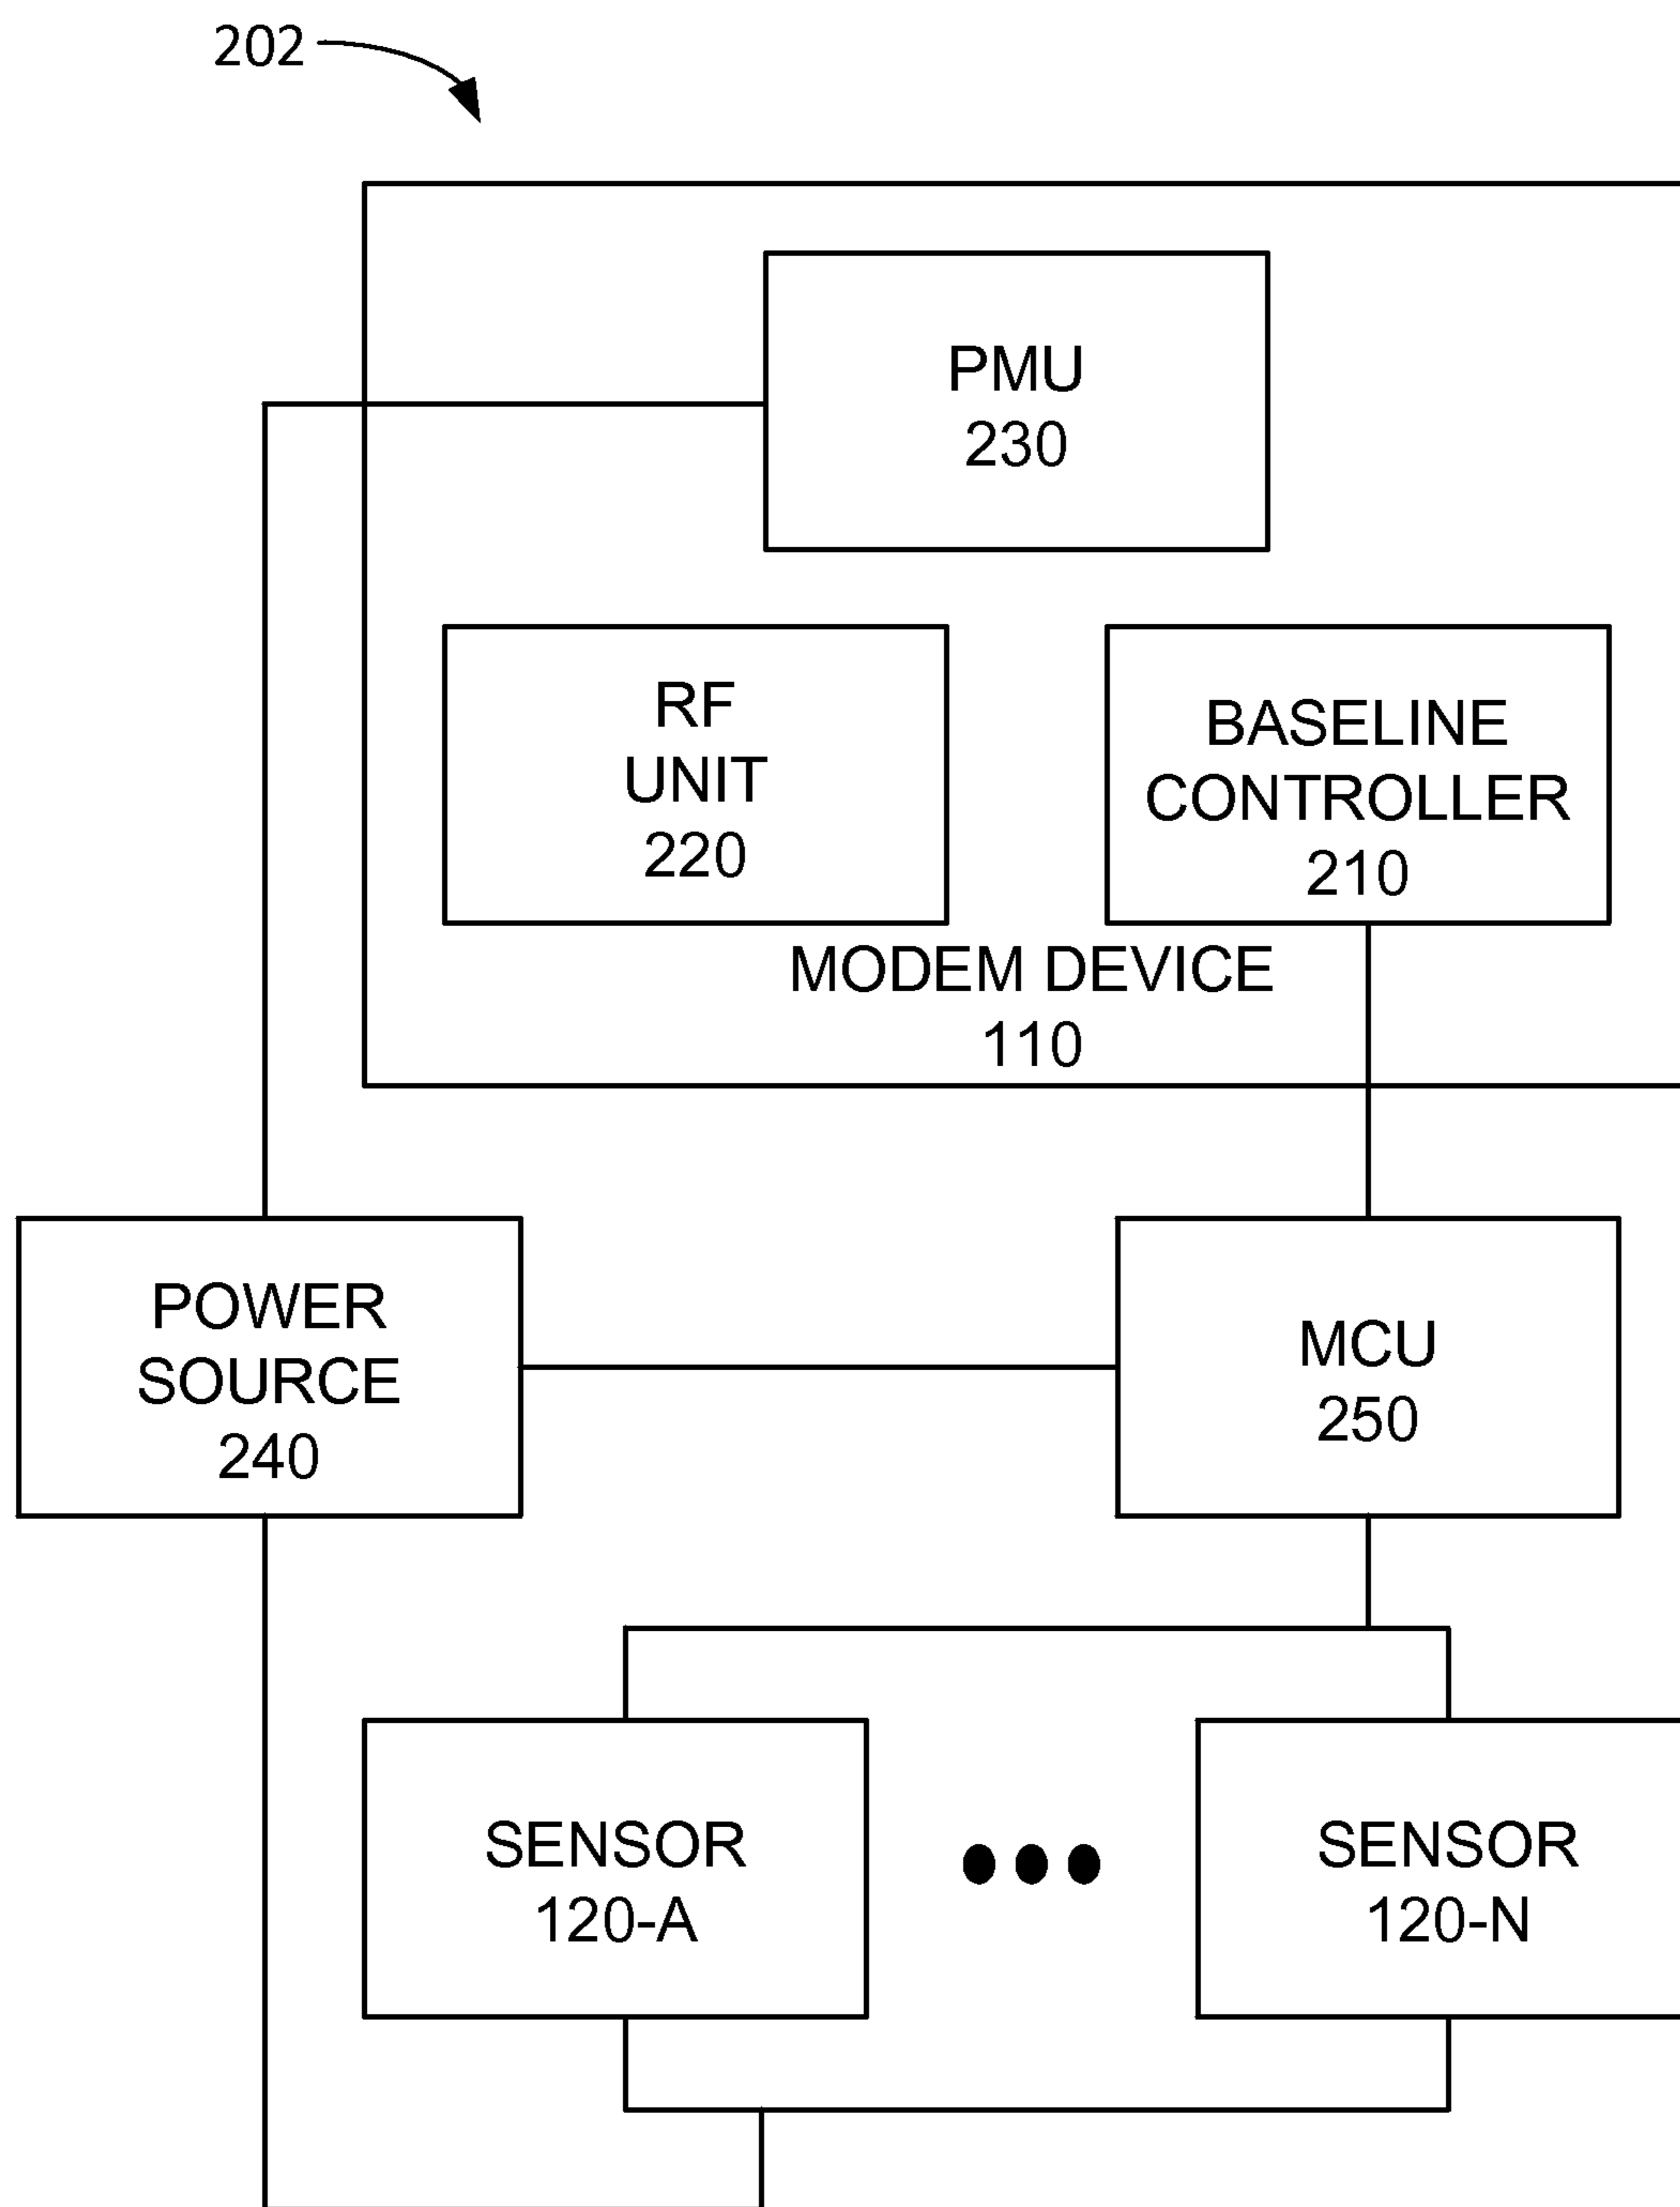 202
PMU
230
RF
UNIT
220
BASELINE
CONTROLLER
210
MODEM DEVICE
110
POWER
SOURCE
240
MCU
250
SENSOR
120-A
SENSOR
120-N